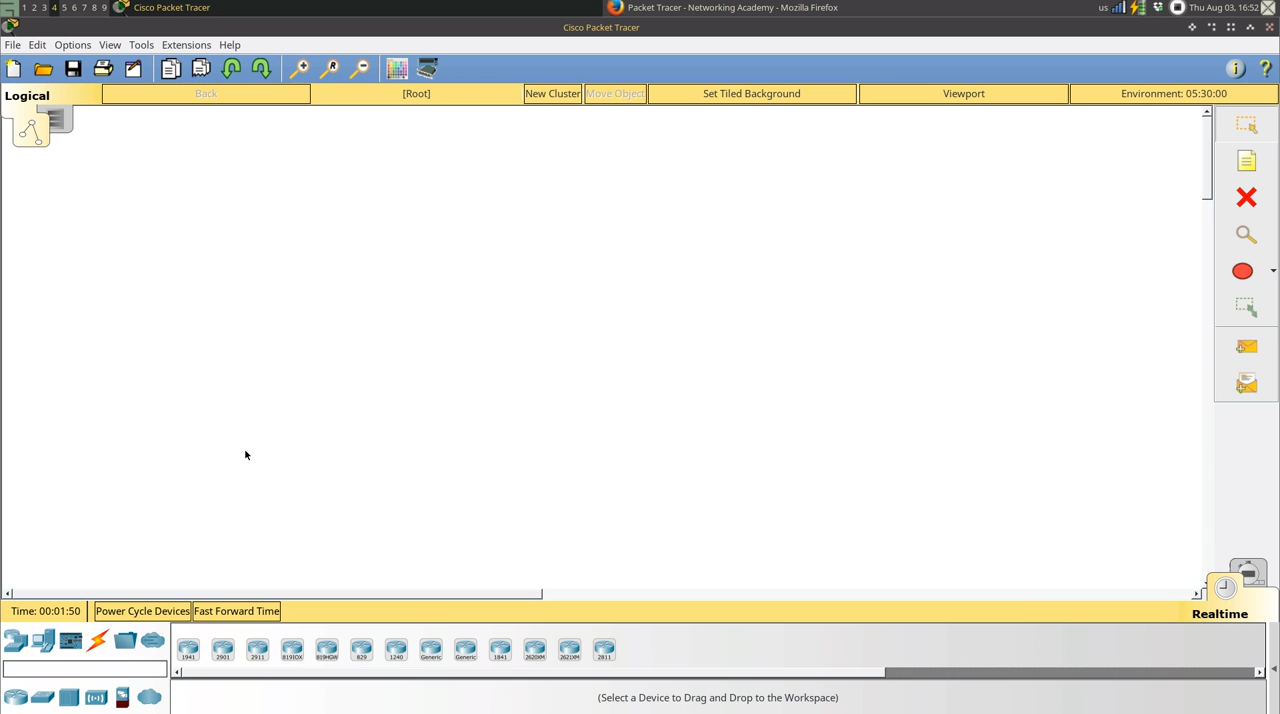 1 2 3 4 5 6 7 8 9 Cisco Packet Tracer Packet Tracer - Networking Academy - Mozilla Firefox us Thu Aug 03, 16:52
Cisco Packet Tracer
File Edit Options View Tools Extensions Help
Logical Back [Root] New Cluster Move Object Set Tiled Background Viewport Environment: 05:30:00
Time: 00:01:50 Power Cycle Devices Fast Forward Time Realtime
1941 2901 2911 819IOX 819HGW 829 1240 Generic Generic 1841 2620XM 2621XM 2811
(Select a Device to Drag and Drop to the Workspace)